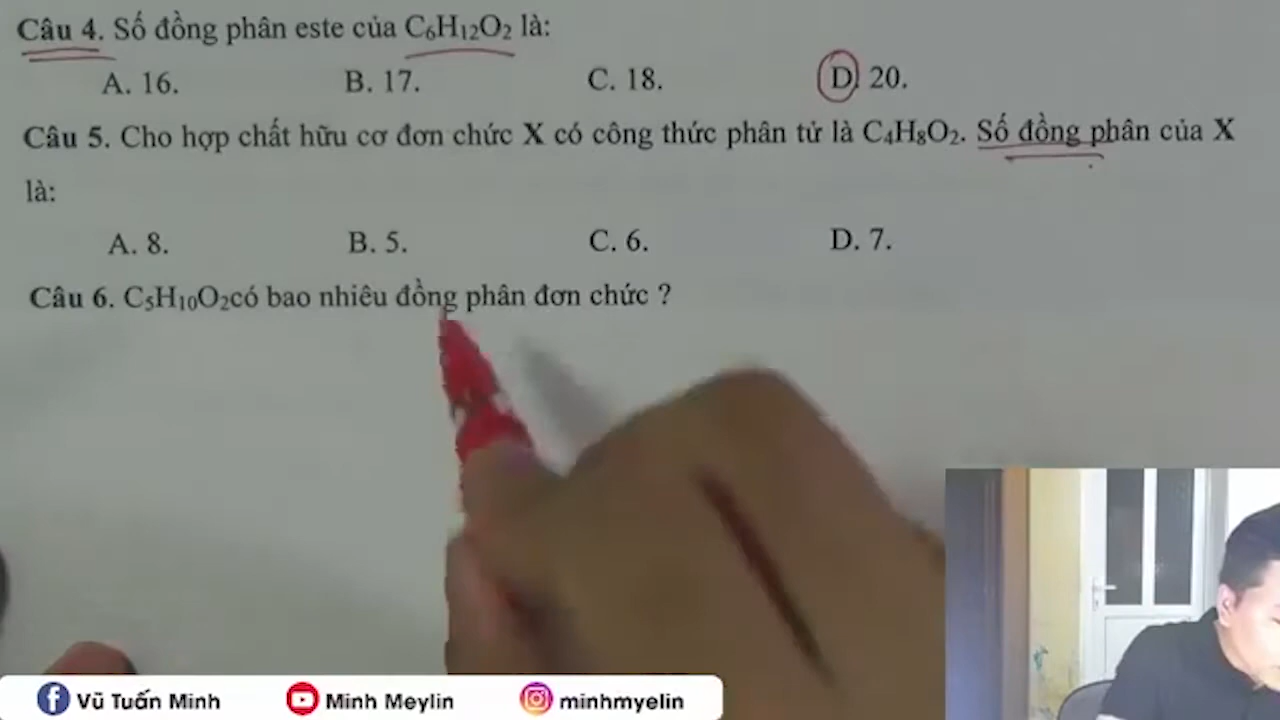 Câu 4. Số đồng phân este của C₆H₁₂O₂ là:
A. 16. B. 17. C. 18. D. 20.
Câu 5. Cho hợp chất hữu cơ đơn chức X có công thức phân tử là C₄H₈O₂. Số đồng phân của X
là:
A. 8. B. 5. C. 6. D. 7.
Câu 6. C₅H₁₀O₂có bao nhiêu đồng phân đơn chức ?
Vũ Tuấn Minh Minh Meylin minhmyelin